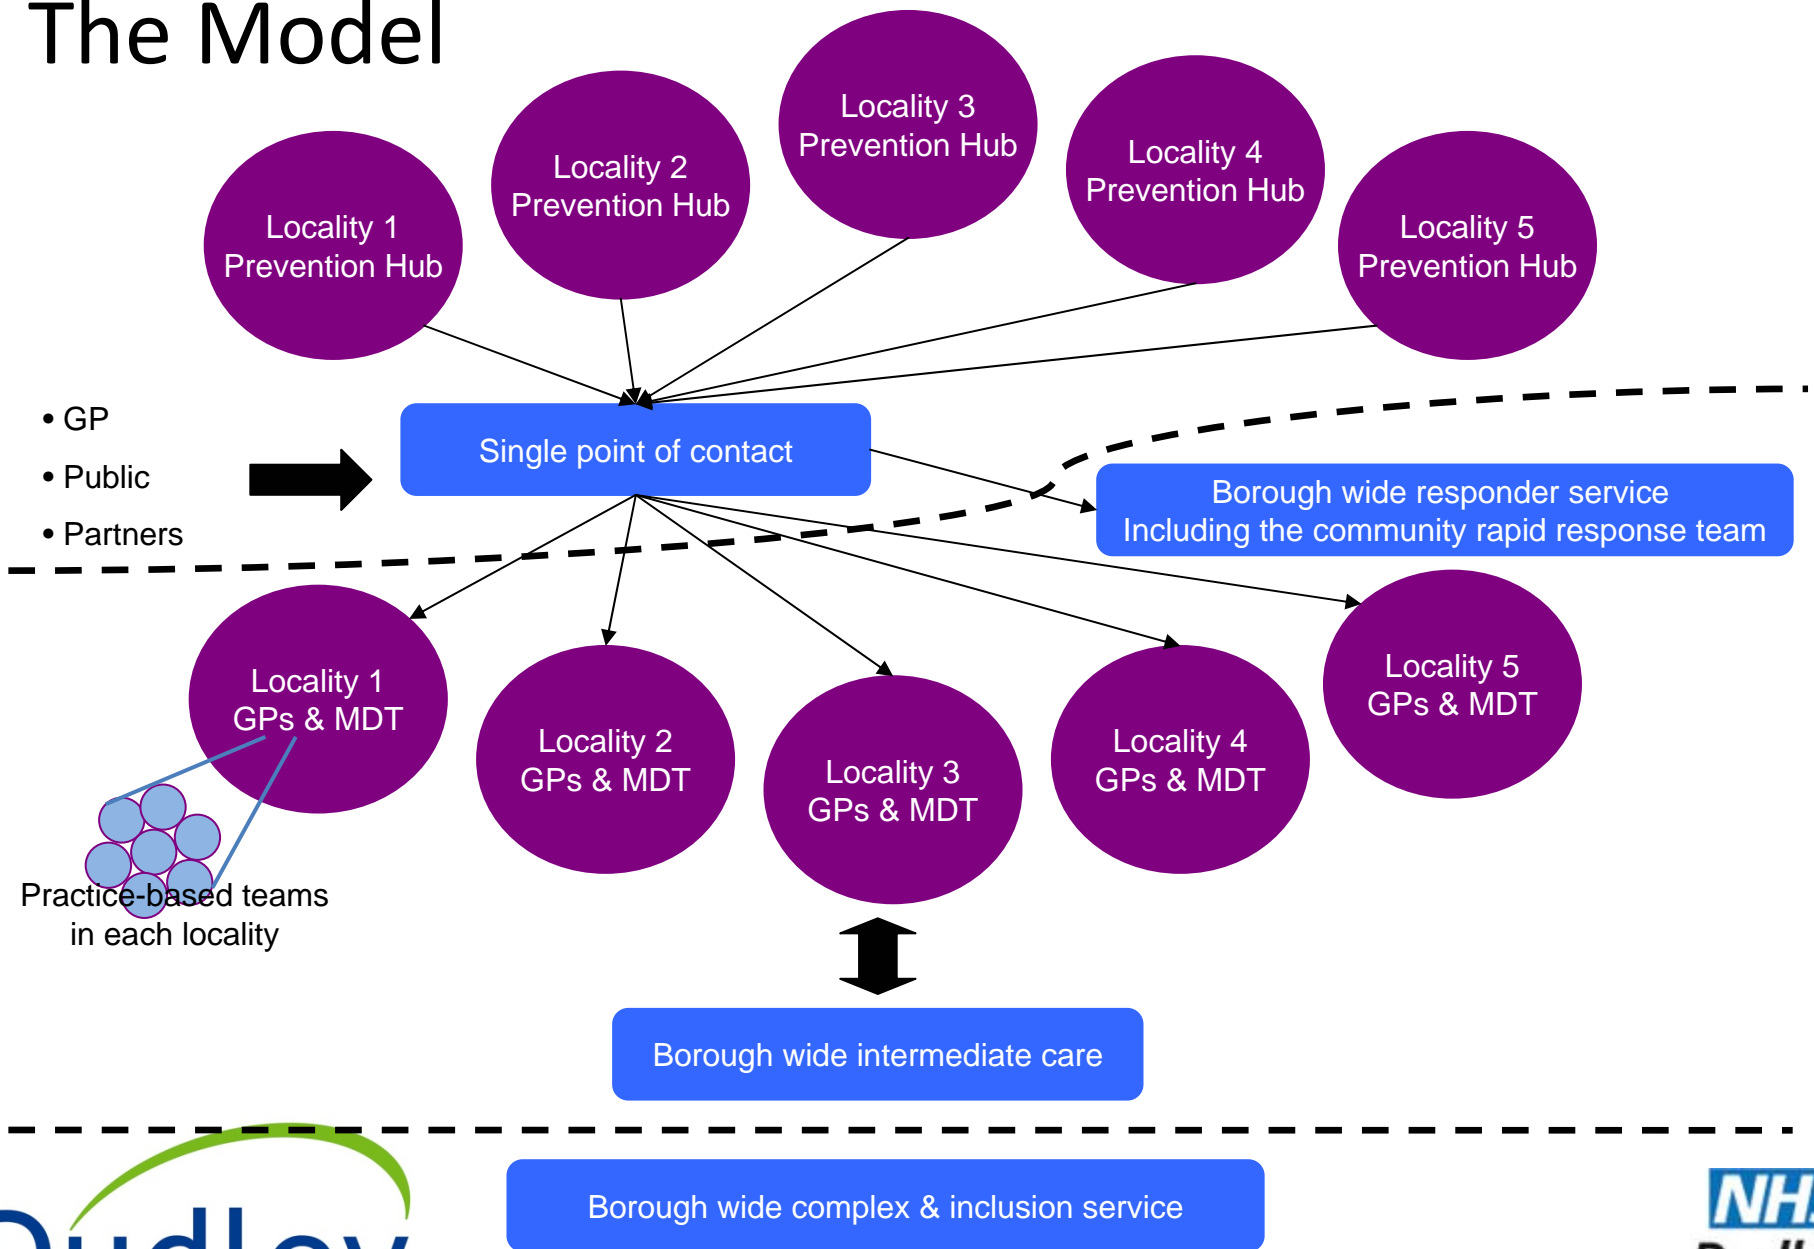 The Model
Locality 1
Prevention Hub
Locality 2
Prevention Hub
Locality 3
Prevention Hub
Locality 4
Prevention Hub
Locality 5
Prevention Hub
• GP
• Public
• Partners
Single point of contact
Borough wide responder service
Including the community rapid response team
Locality 1
GPs & MDT
Locality 2
GPs & MDT
Locality 3
GPs & MDT
Locality 4
GPs & MDT
Locality 5
GPs & MDT
Practice-based teams
in each locality
Borough wide intermediate care
Borough wide complex & inclusion service
Dudley
NHS